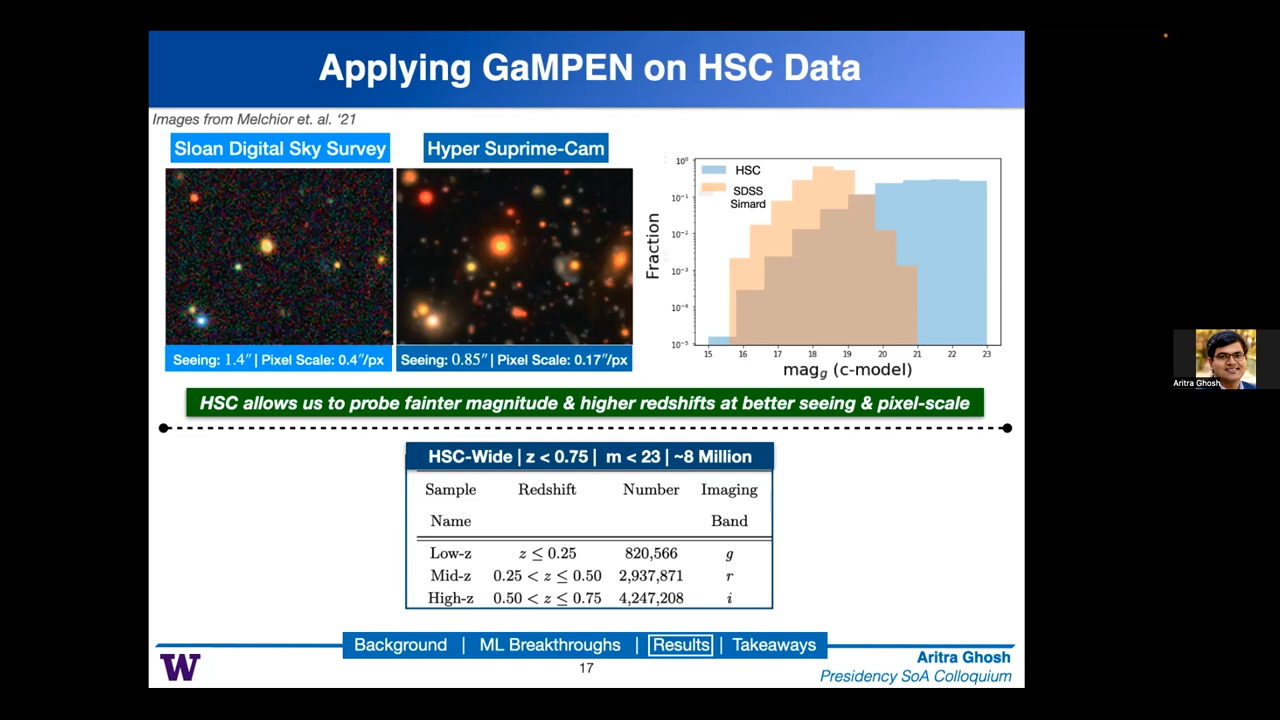 Applying GaMPEN on HSC Data
Images from Melchior et. al. ‘21
Sloan Digital Sky Survey
Hyper Suprime-Cam
Seeing: 1.4″ | Pixel Scale: 0.4″/px
Seeing: 0.85″ | Pixel Scale: 0.17″/px
HSC
SDSS
Simard
Fraction
10⁰
10⁻¹
10⁻²
10⁻³
10⁻⁴
10⁻⁵
15 16 17 18 19 20 21 22 23
mag_g (c-model)
HSC allows us to probe fainter magnitude & higher redshifts at better seeing & pixel-scale
HSC-Wide | z < 0.75 | m < 23 | ~8 Million
Sample Redshift Number Imaging
Name Band
Low-z z ≤ 0.25 820,566 g
Mid-z 0.25 < z ≤ 0.50 2,937,871 r
High-z 0.50 < z ≤ 0.75 4,247,208 i
Background | ML Breakthroughs | Results | Takeaways
W
17
Aritra Ghosh
Presidency SoA Colloquium
Aritra Ghosh